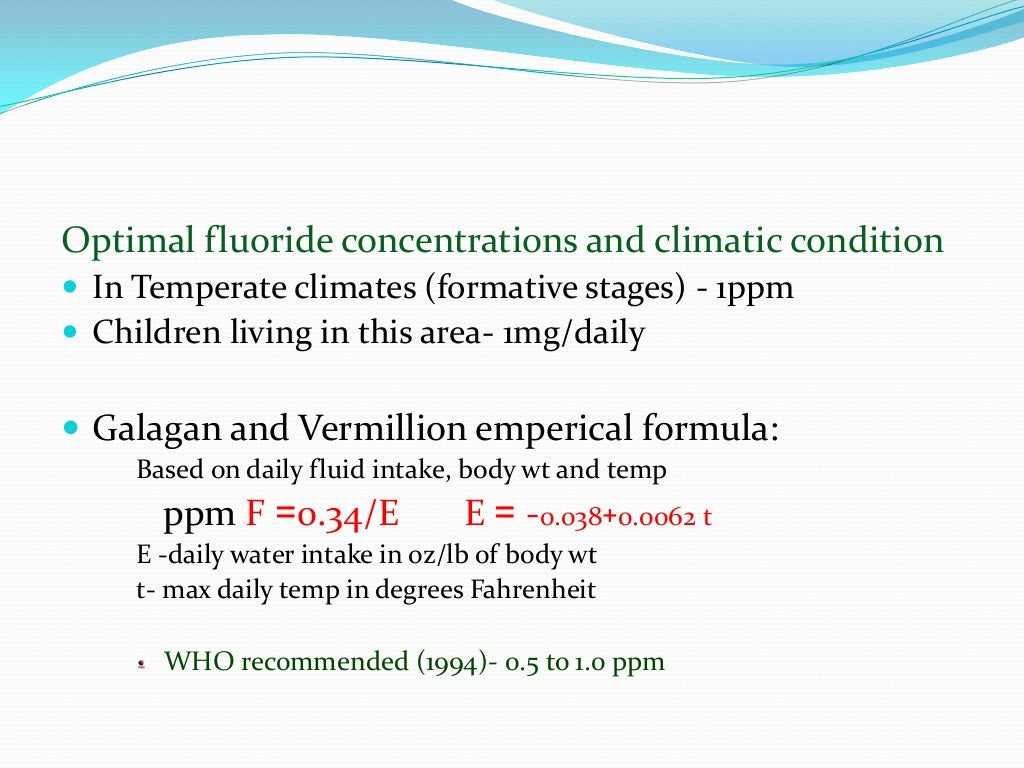 Optimal fluoride concentrations and climatic condition
• In Temperate climates (formative stages) - 1ppm
• Children living in this area- 1mg/daily
• Galagan and Vermillion emperical formula:
Based on daily fluid intake, body wt and temp
ppm F =0.34/E E = -0.038+0.0062 t
E -daily water intake in oz/lb of body wt
t- max daily temp in degrees Fahrenheit
• WHO recommended (1994)- 0.5 to 1.0 ppm